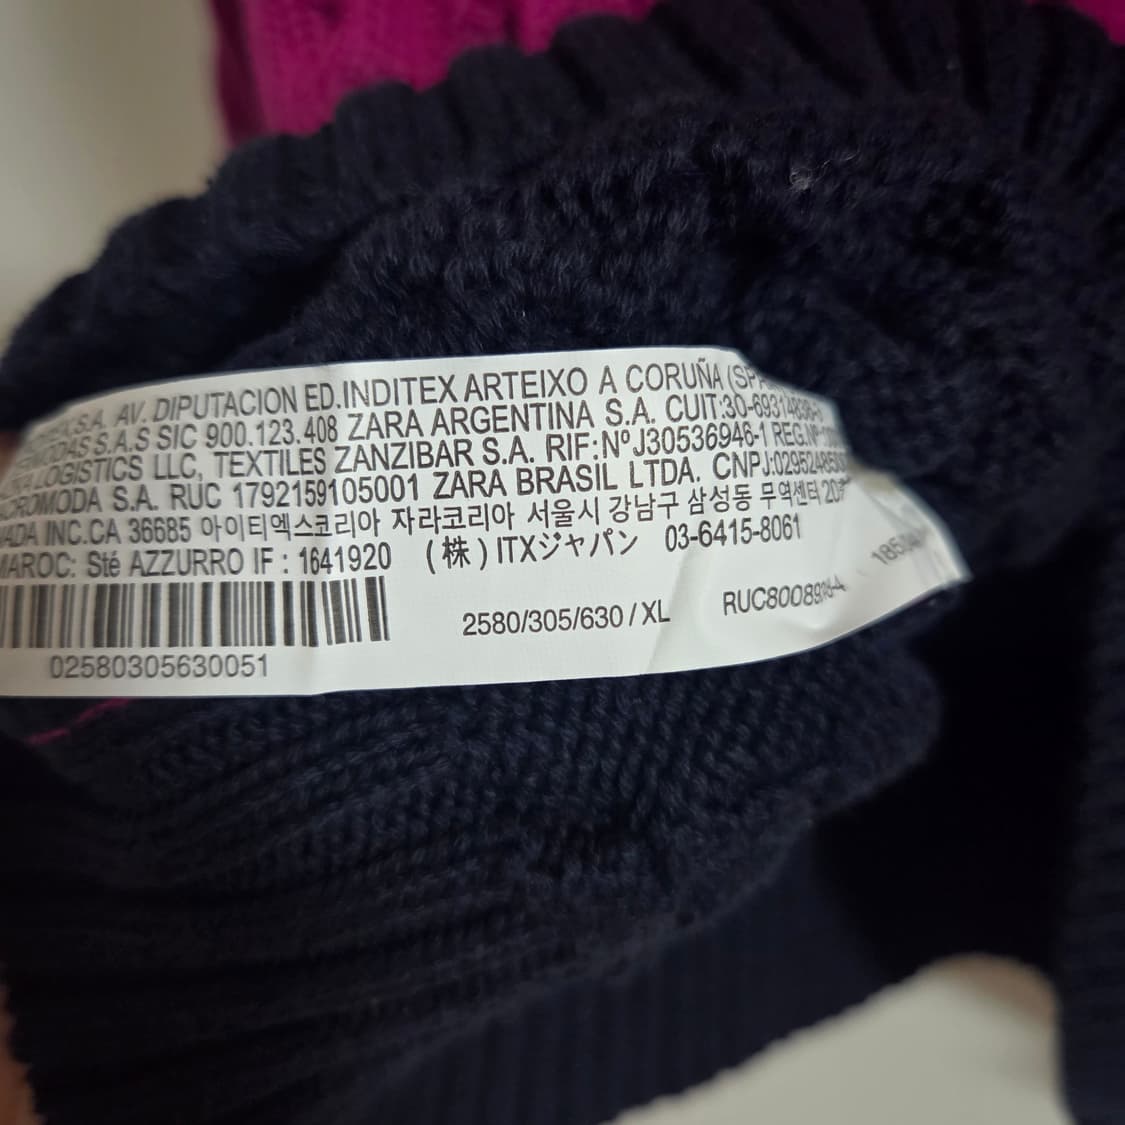 S.A. AV. DIPUTACION ED.INDITEX ARTEIXO A CORUÑA
S.A.S SIC 900.123.408 ZARA ARGENTINA S.A.
LOGISTICS LLC, TEXTILES ZANZIBAR S.A. RIF:NºJ30536946-1
S.A. RUC 1792159105001 ZARA BRASIL LTDA.
INC.CA 36685 아이티엑스코리아 자라코리아 서울시 강남구 삼성동 무역센터
MAROC: Sté AZZURRO IF : 1641920 (株) ITXジャパン 03-6415-8061
2580/305/630 / XL
02580305630051